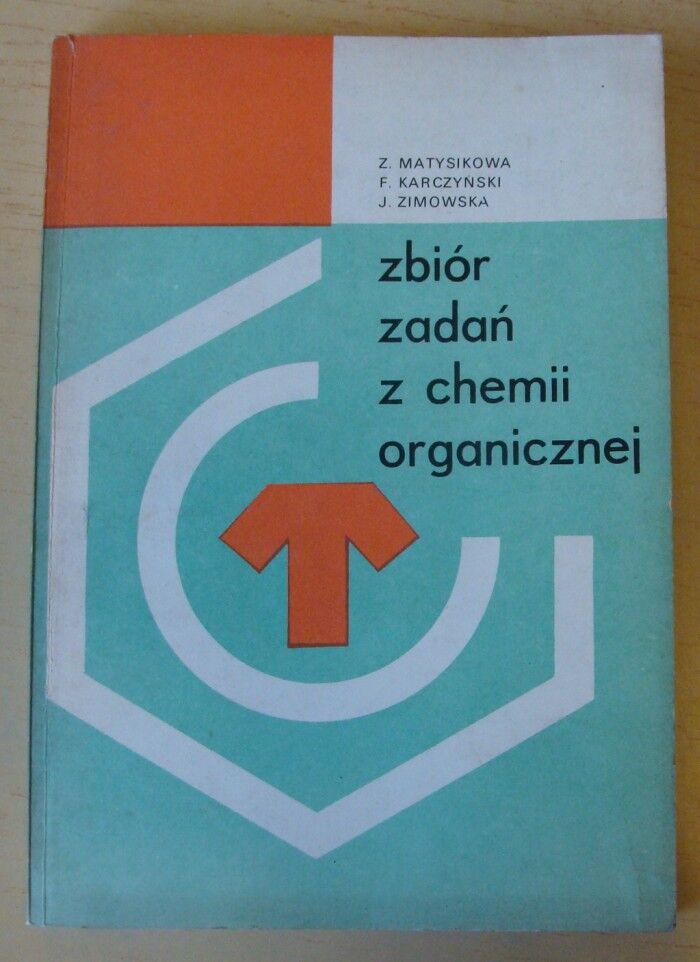 Z. MATYSIKOWA
F. KARCZYŃSKI
J. ZIMOWSKA
zbiór
zadań
z chemii
organicznej